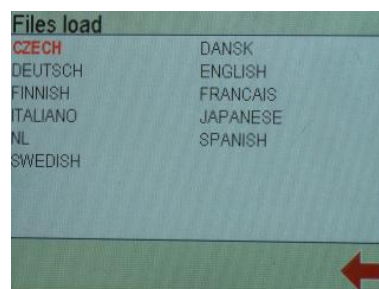 Files load
CZECH DANSK
DEUTSCH ENGLISH
FINNISH FRANCAIS
ITALIANO JAPANESE
NL SPANISH
SWEDISH